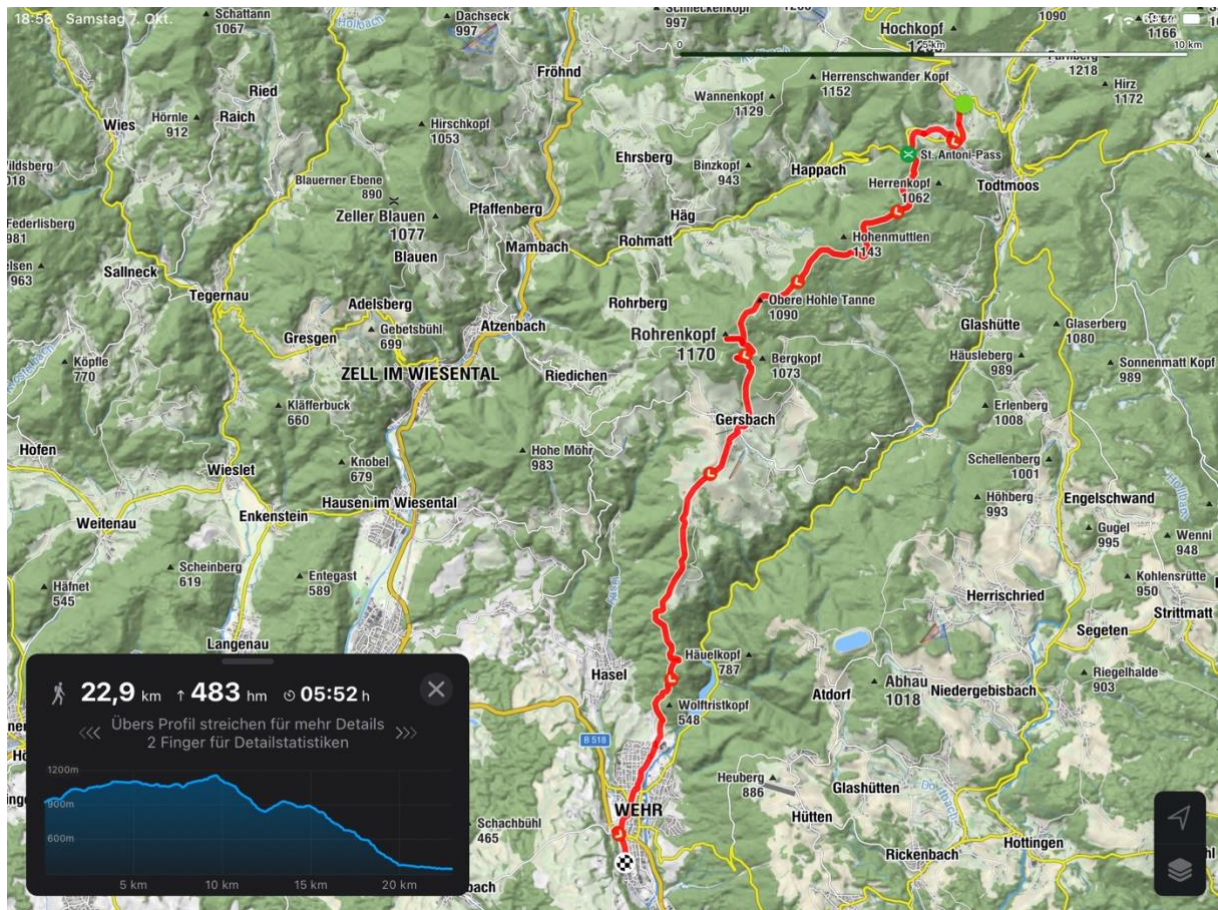 18:58 Samstag 7. Okt.
Schattann
1067
Dachseck
997
Schneckenkopf
997
Hochkopf
1090
1166
0
5 km
10 km
1218
Hirz
1172
Holbach
Fröhnd
Herrenschwander Kopf
1152
Wannenkopf
1129
Ried
Raich
Hörnle
912
Wies
Hirschkopf
1053
Ehrsberg
Binzkopf
943
Happach
St. Antoni-Pass
Herrenkopf
1062
Todtmoos
Blauerner Ebene
890
Zeller Blauen
1077
Blauen
Pfaffenberg
Mambach
Häg
Rohmatt
Hohenmuttlen
1143
Federlisberg
981
963
Sallneck
Tegernau
Adelsberg
Gresgen
Gebetsbühl
699
Atzenbach
Rohrberg
Obere Hohle Tanne
1090
Rohrenkopf
1170
Bergkopf
1073
Glashütte
Glaserberg
1080
Häusleberg
989
Sonnenmatt Kopf
989
Köpfle
770
ZELL IM WIESENTAL
Riedichen
Kläfferbuck
660
Gersbach
Erlenberg
1008
Hofen
Hohe Möhr
983
Knobel
679
Schellenberg
1001
Wieslet
Hausen im Wiesental
Höhberg
993
Engelschwand
Weitenau
Enkenstein
Gugel
995
Wenni
948
Scheinberg
619
Entegast
589
Häfnet
545
Kohlensrütte
950
Herrischried
Strittmatt
Segeten
Langenau
Häuelkopf
787
Hasel
Riegelhalde
903
Abhau
1018
Atdorf
Niedergebisbach
Wolftristkopf
548
B 518
22,9 km ↑ 483 hm 05:52 h
Übers Profil streichen für mehr Details
2 Finger für Detailstatistiken
1200m
900m
600m
5 km
10 km
15 km
20 km
Heuberg
886
Glashütten
WEHR
Hütten
Schachbühl
465
Rickenbach
Hottingen